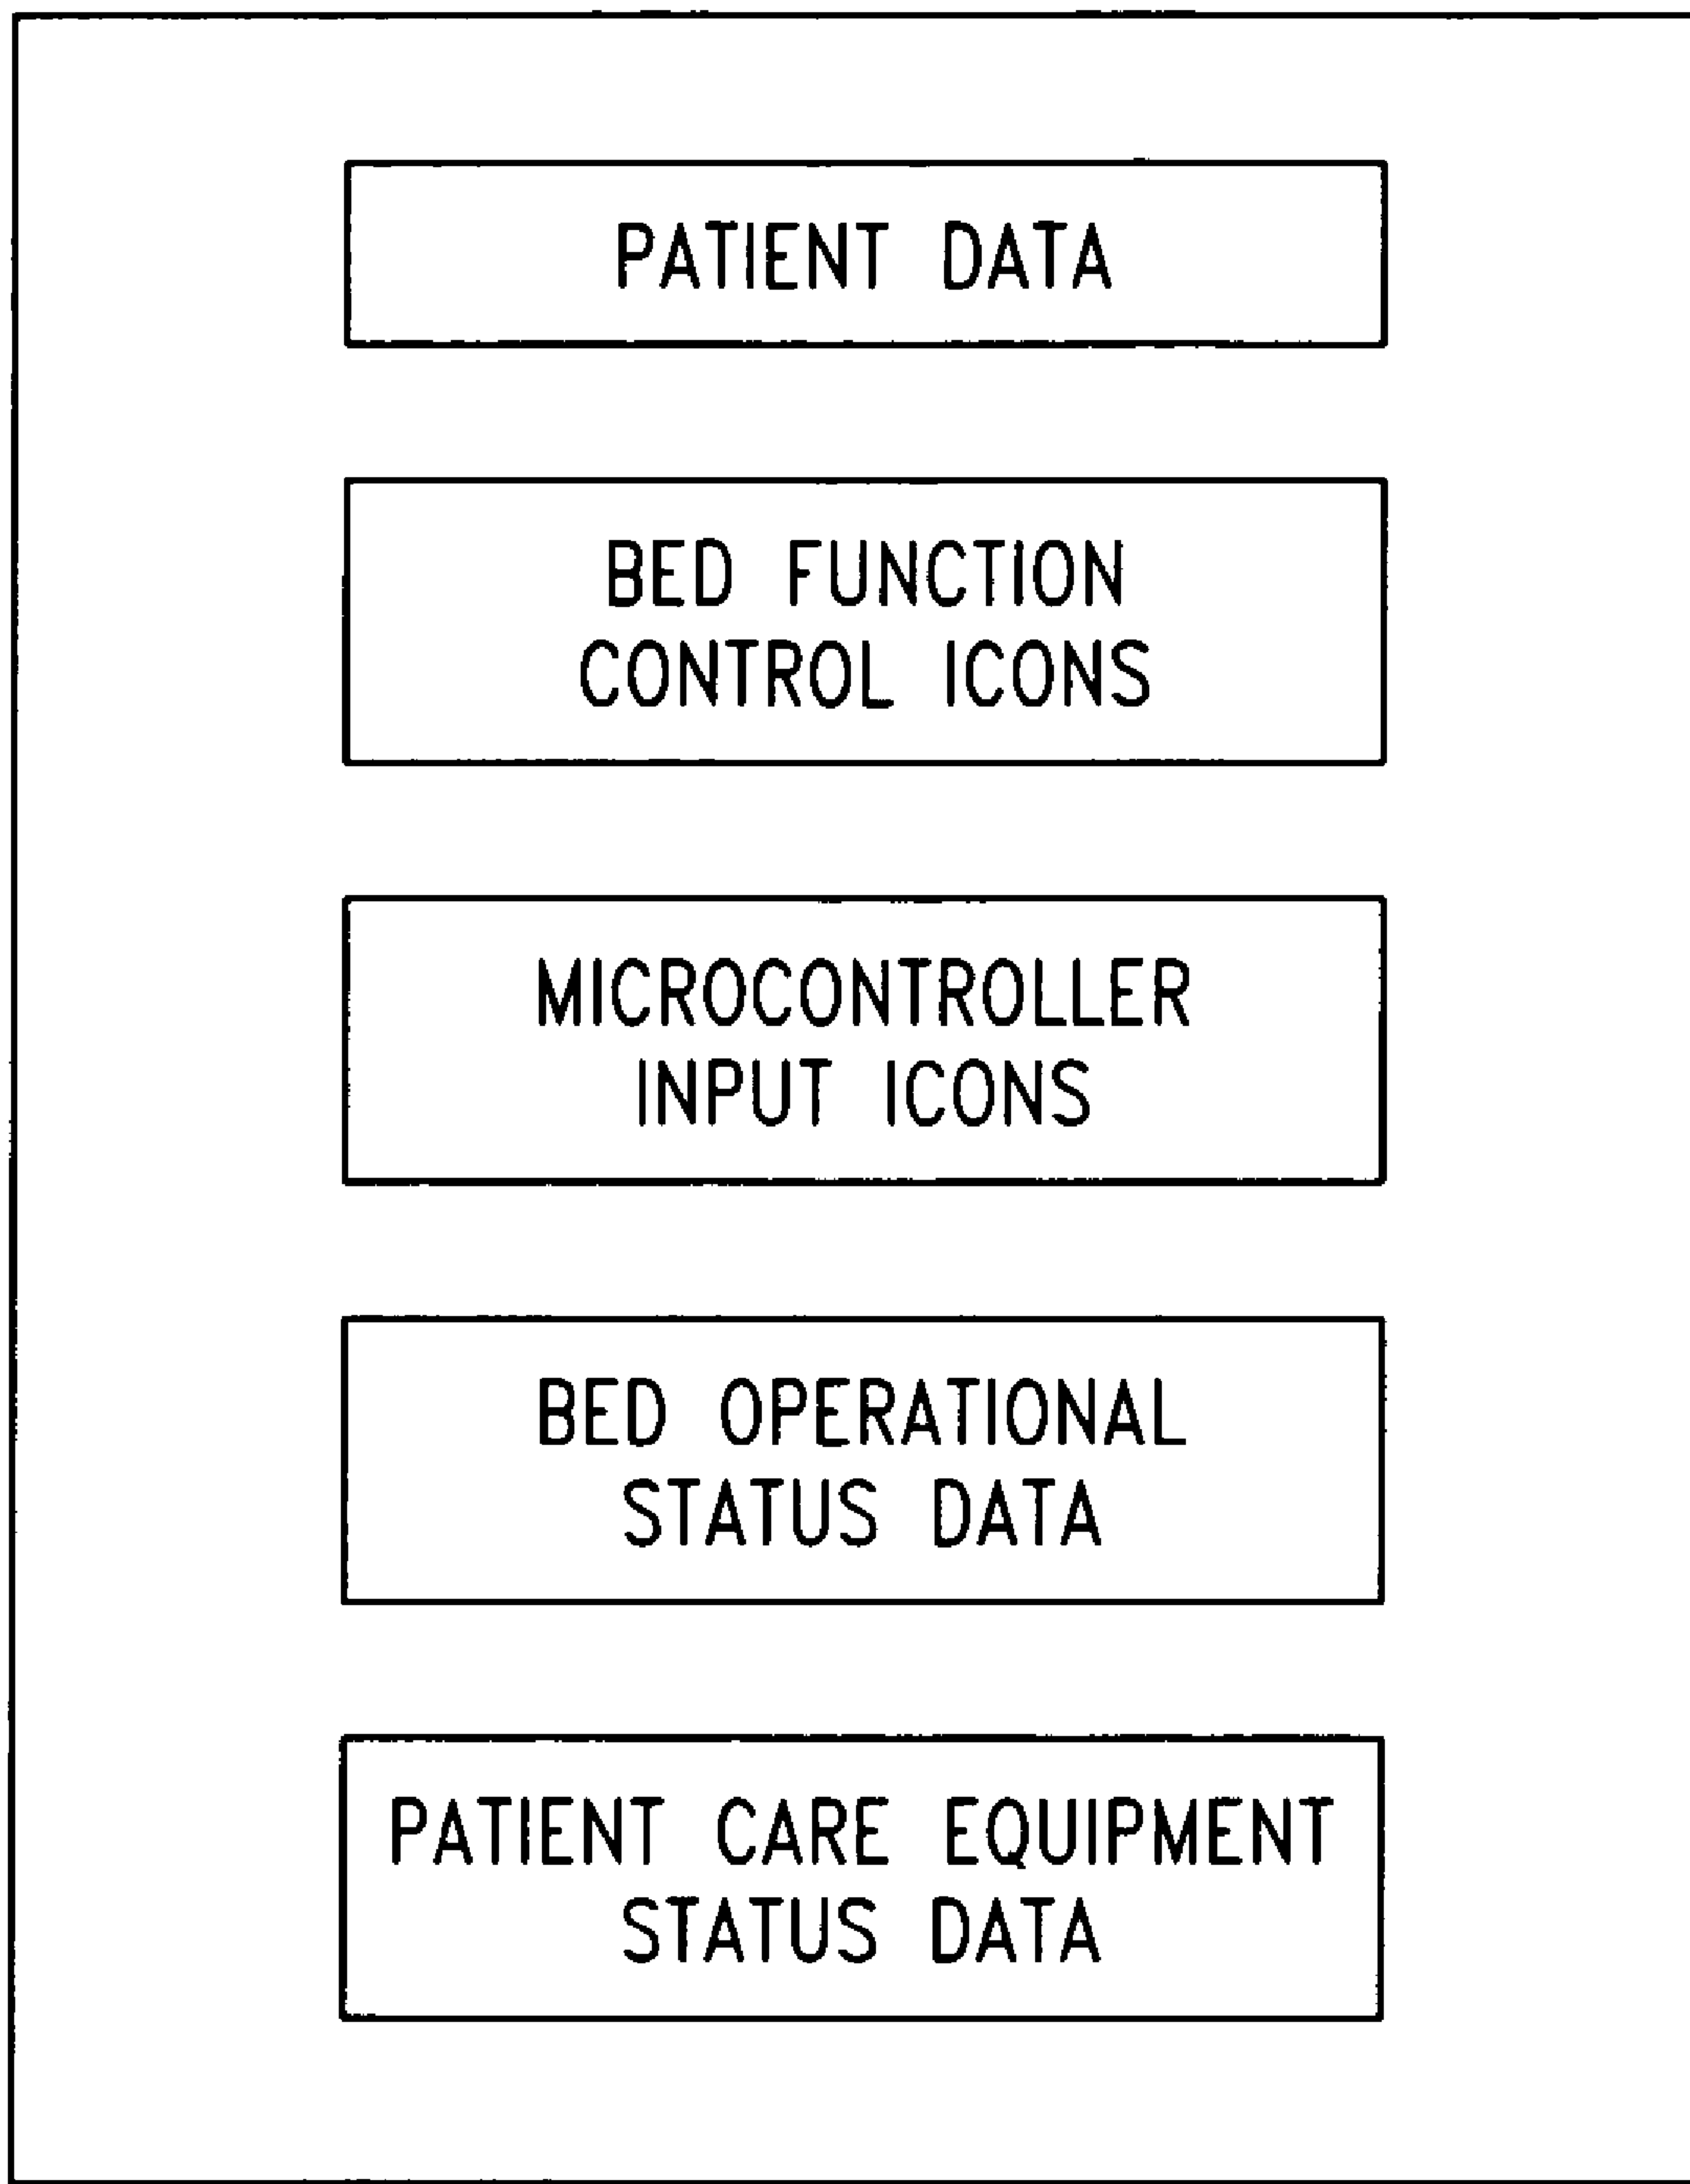 PATIENT DATA
BED FUNCTION
CONTROL ICONS
MICROCONTROLLER
INPUT ICONS
BED OPERATIONAL
STATUS DATA
PATIENT CARE EQUIPMENT
STATUS DATA